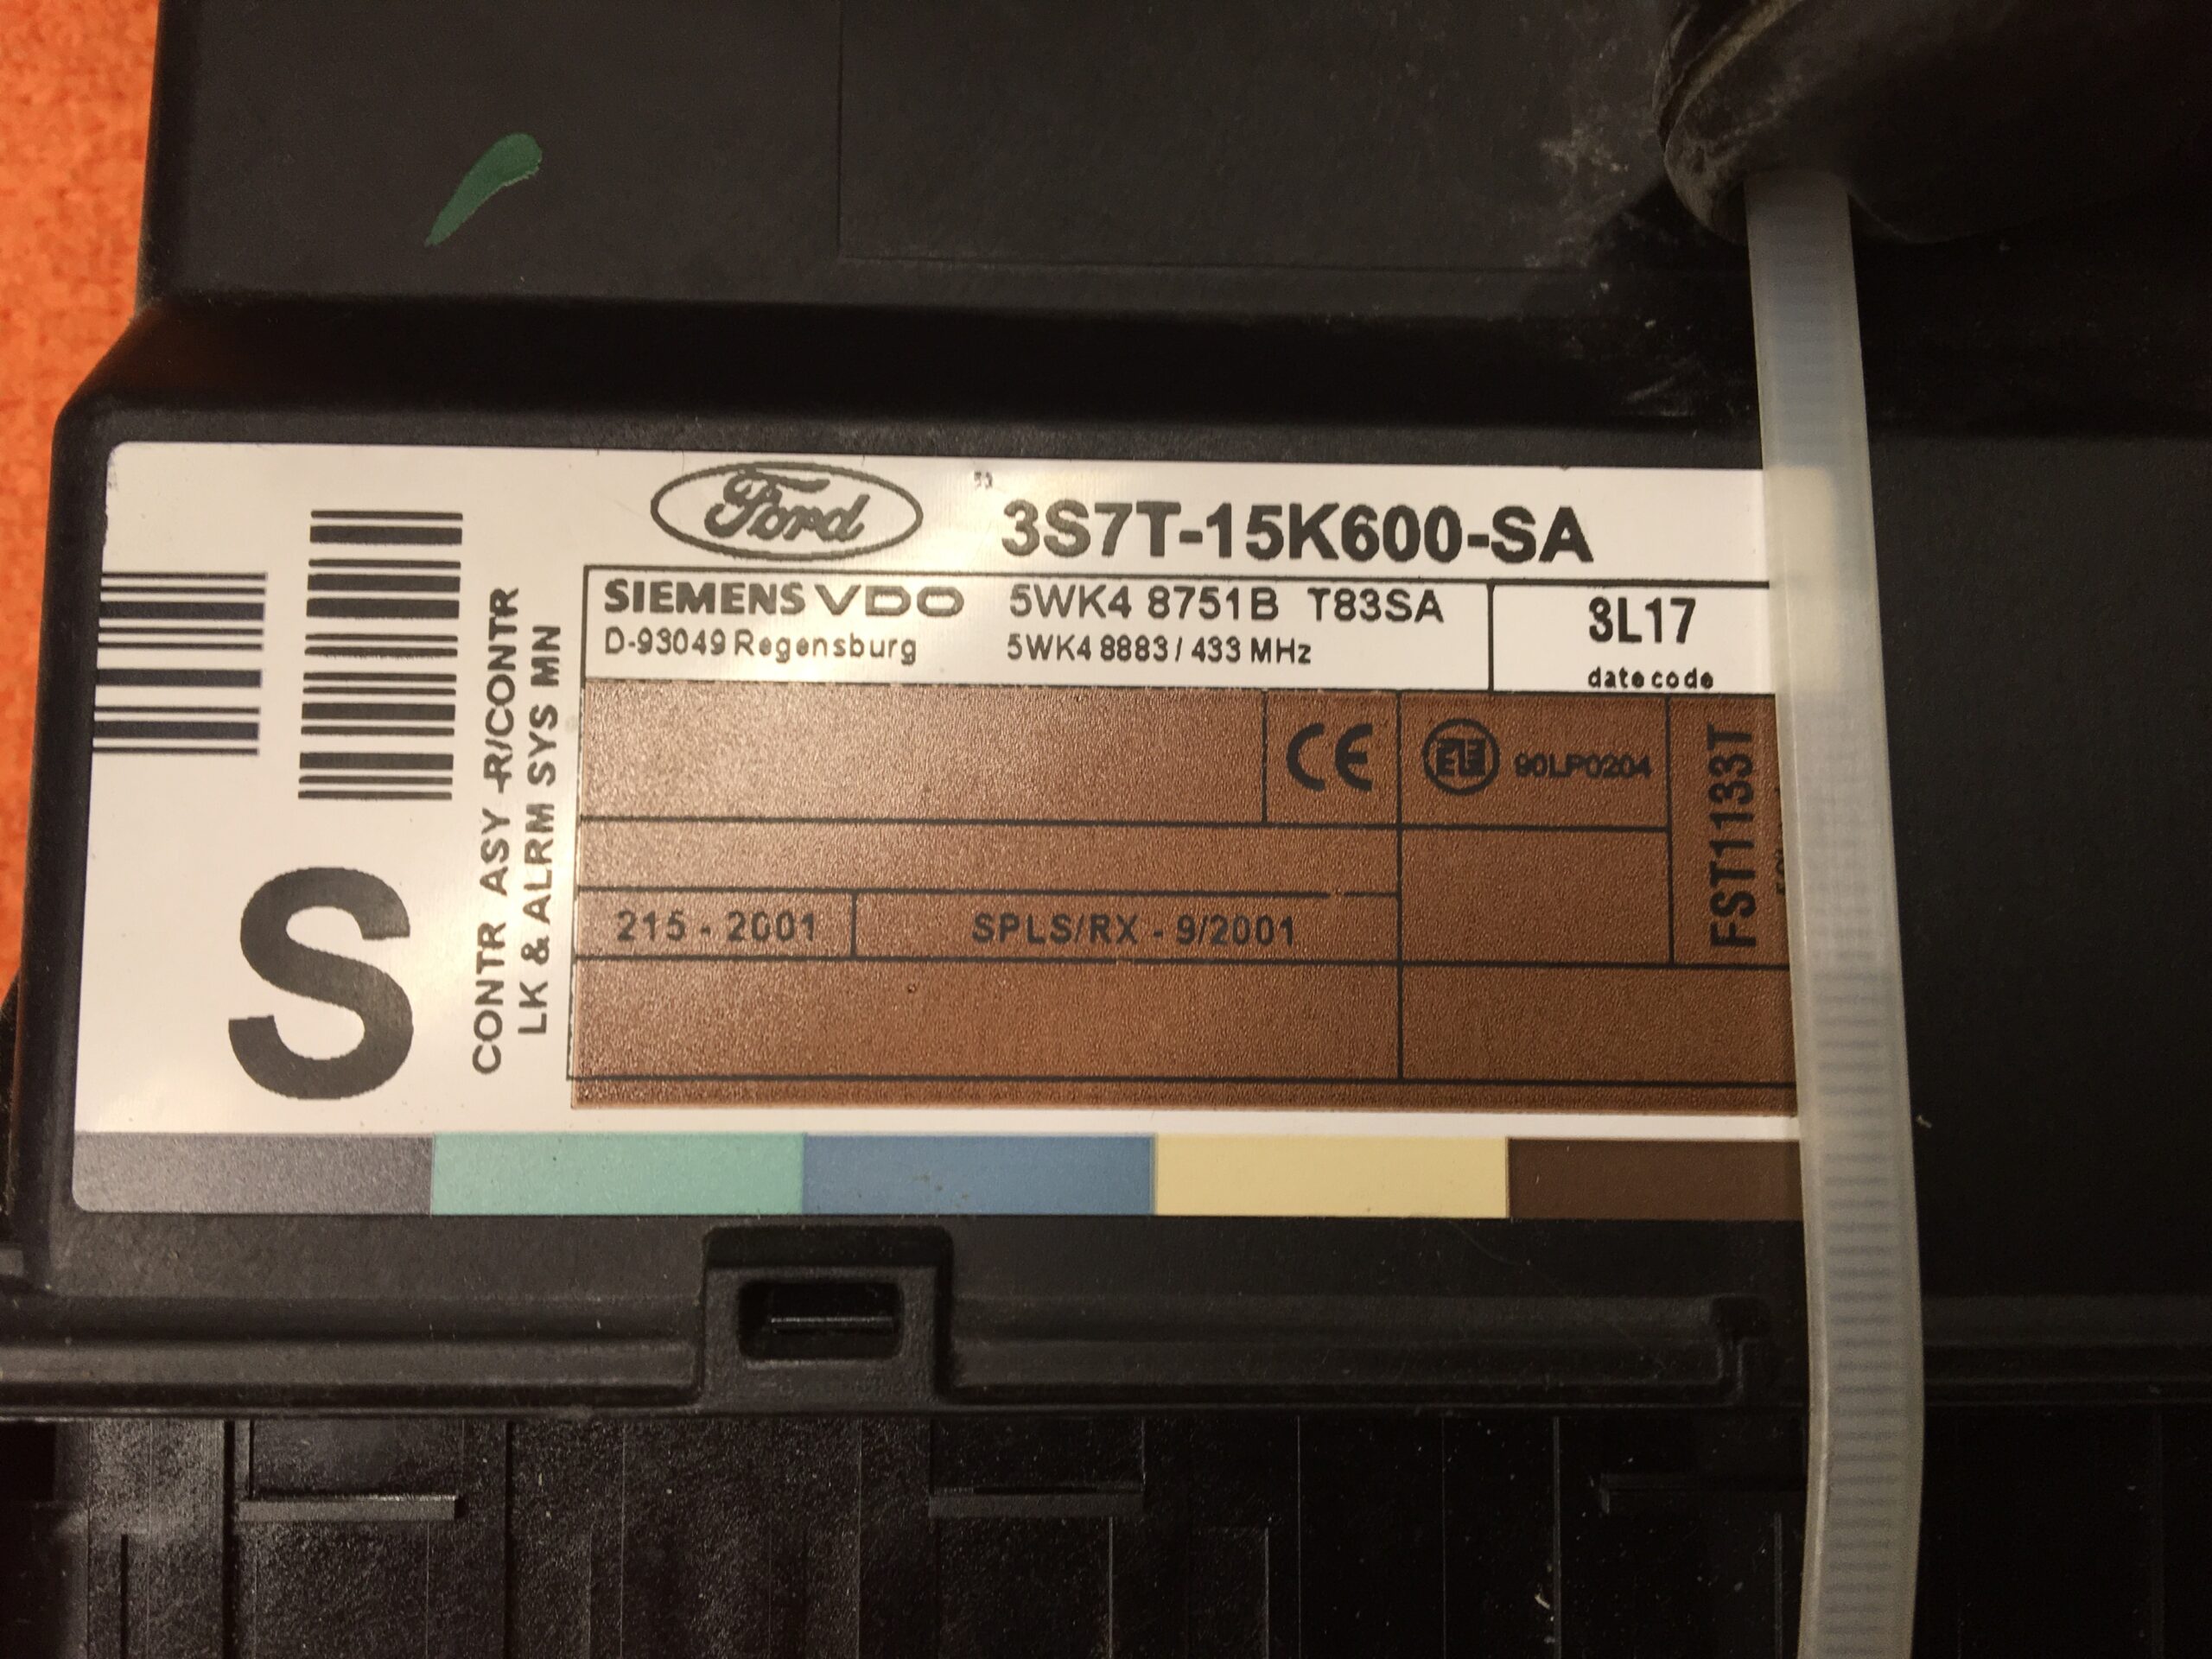 Ford
3S7T-15K600-SA
SIEMENS VDO 5WK4 8751B T83SA
D-93049 Regensburg 5WK4 8883 / 433 MHz
3L17
date code
CONTR ASY -R/CONTR
LK & ALRM SYS MN
S
CE
90LP0204
FST1133T
215 - 2001
SPLS/RX - 9/2001